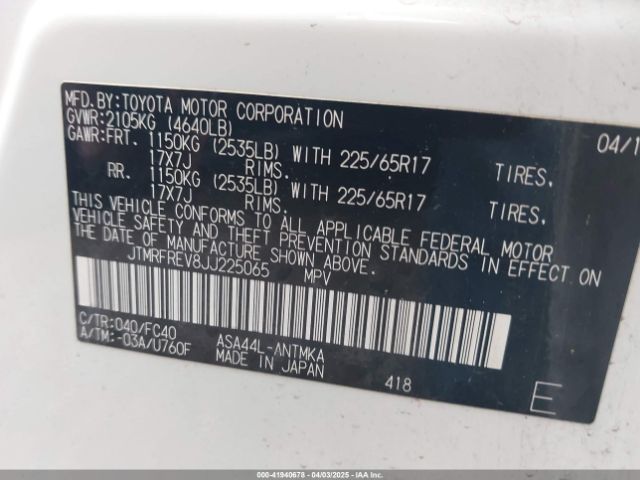 MFD.BY:TOYOTA MOTOR CORPORATION 04/1
GVWR:2105KG (4640LB)
GAWR:FRT. 1150KG (2535LB) WITH 225/65R17 TIRES,
17X7J RIMS.
RR. 1150KG (2535LB) WITH 225/65R17 TIRES,
17X7J RIMS.
THIS VEHICLE CONFORMS TO ALL APPLICABLE FEDERAL MOTOR
VEHICLE SAFETY AND THEFT PREVENTION STANDARDS IN EFFECT ON
THE DATE OF MANUFACTURE SHOWN ABOVE.
JTMRFREV8JJ225065 MPV
C/TR:040/FC40 ASA44L-ANTMKA
A/TM:-03A/U760F MADE IN JAPAN
418 E
000-41940678 - 04/03/2025 - IAAI.com